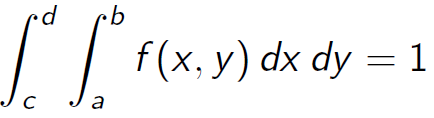 ∫_c^d ∫_a^b f(x, y) dx dy = 1